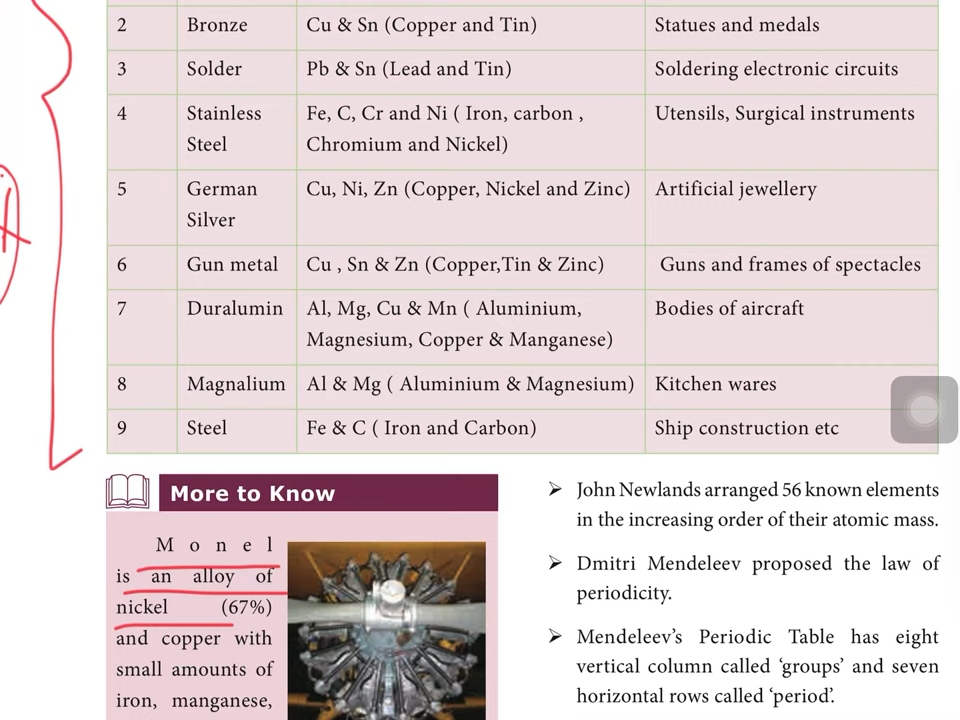 2 Bronze Cu & Sn (Copper and Tin) Statues and medals
3 Solder Pb & Sn (Lead and Tin) Soldering electronic circuits
4 Stainless Steel Fe, C, Cr and Ni ( Iron, carbon , Chromium and Nickel) Utensils, Surgical instruments
5 German Silver Cu, Ni, Zn (Copper, Nickel and Zinc) Artificial jewellery
6 Gun metal Cu , Sn & Zn (Copper,Tin & Zinc) Guns and frames of spectacles
7 Duralumin Al, Mg, Cu & Mn ( Aluminium, Magnesium, Copper & Manganese) Bodies of aircraft
8 Magnalium Al & Mg ( Aluminium & Magnesium) Kitchen wares
9 Steel Fe & C ( Iron and Carbon) Ship construction etc
More to Know
Monel
is an alloy of
nickel (67%)
and copper with
small amounts of
iron, manganese,
➢ John Newlands arranged 56 known elements
in the increasing order of their atomic mass.
➢ Dmitri Mendeleev proposed the law of
periodicity.
➢ Mendeleev's Periodic Table has eight
vertical column called 'groups' and seven
horizontal rows called 'period'.